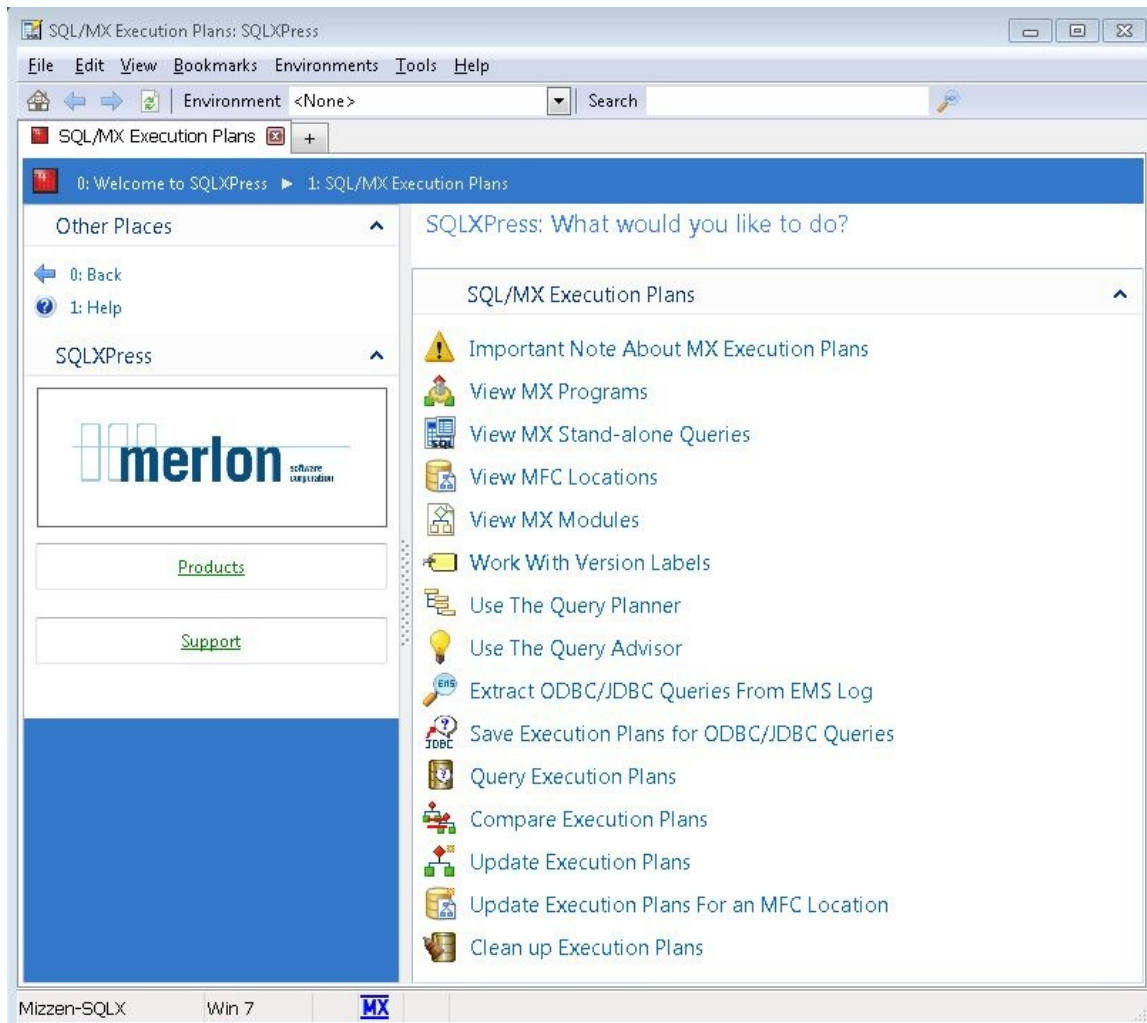 SQL/MX Execution Plans: SQLXPress
File Edit View Bookmarks Environments Tools Help
Environment <None> Search
SQL/MX Execution Plans +
0: Welcome to SQLXPress ► 1: SQL/MX Execution Plans
Other Places
0: Back
1: Help
SQLXPress
merlon software corporation
Products
Support
SQLXPress: What would you like to do?
SQL/MX Execution Plans
Important Note About MX Execution Plans
View MX Programs
SQL
View MX Stand-alone Queries
View MFC Locations
View MX Modules
Work With Version Labels
Use The Query Planner
Use The Query Advisor
EMS
Extract ODBC/JDBC Queries From EMS Log
JDBC
Save Execution Plans for ODBC/JDBC Queries
Query Execution Plans
Compare Execution Plans
Update Execution Plans
Update Execution Plans For an MFC Location
Clean up Execution Plans
Mizzen-SQLX Win 7 MX